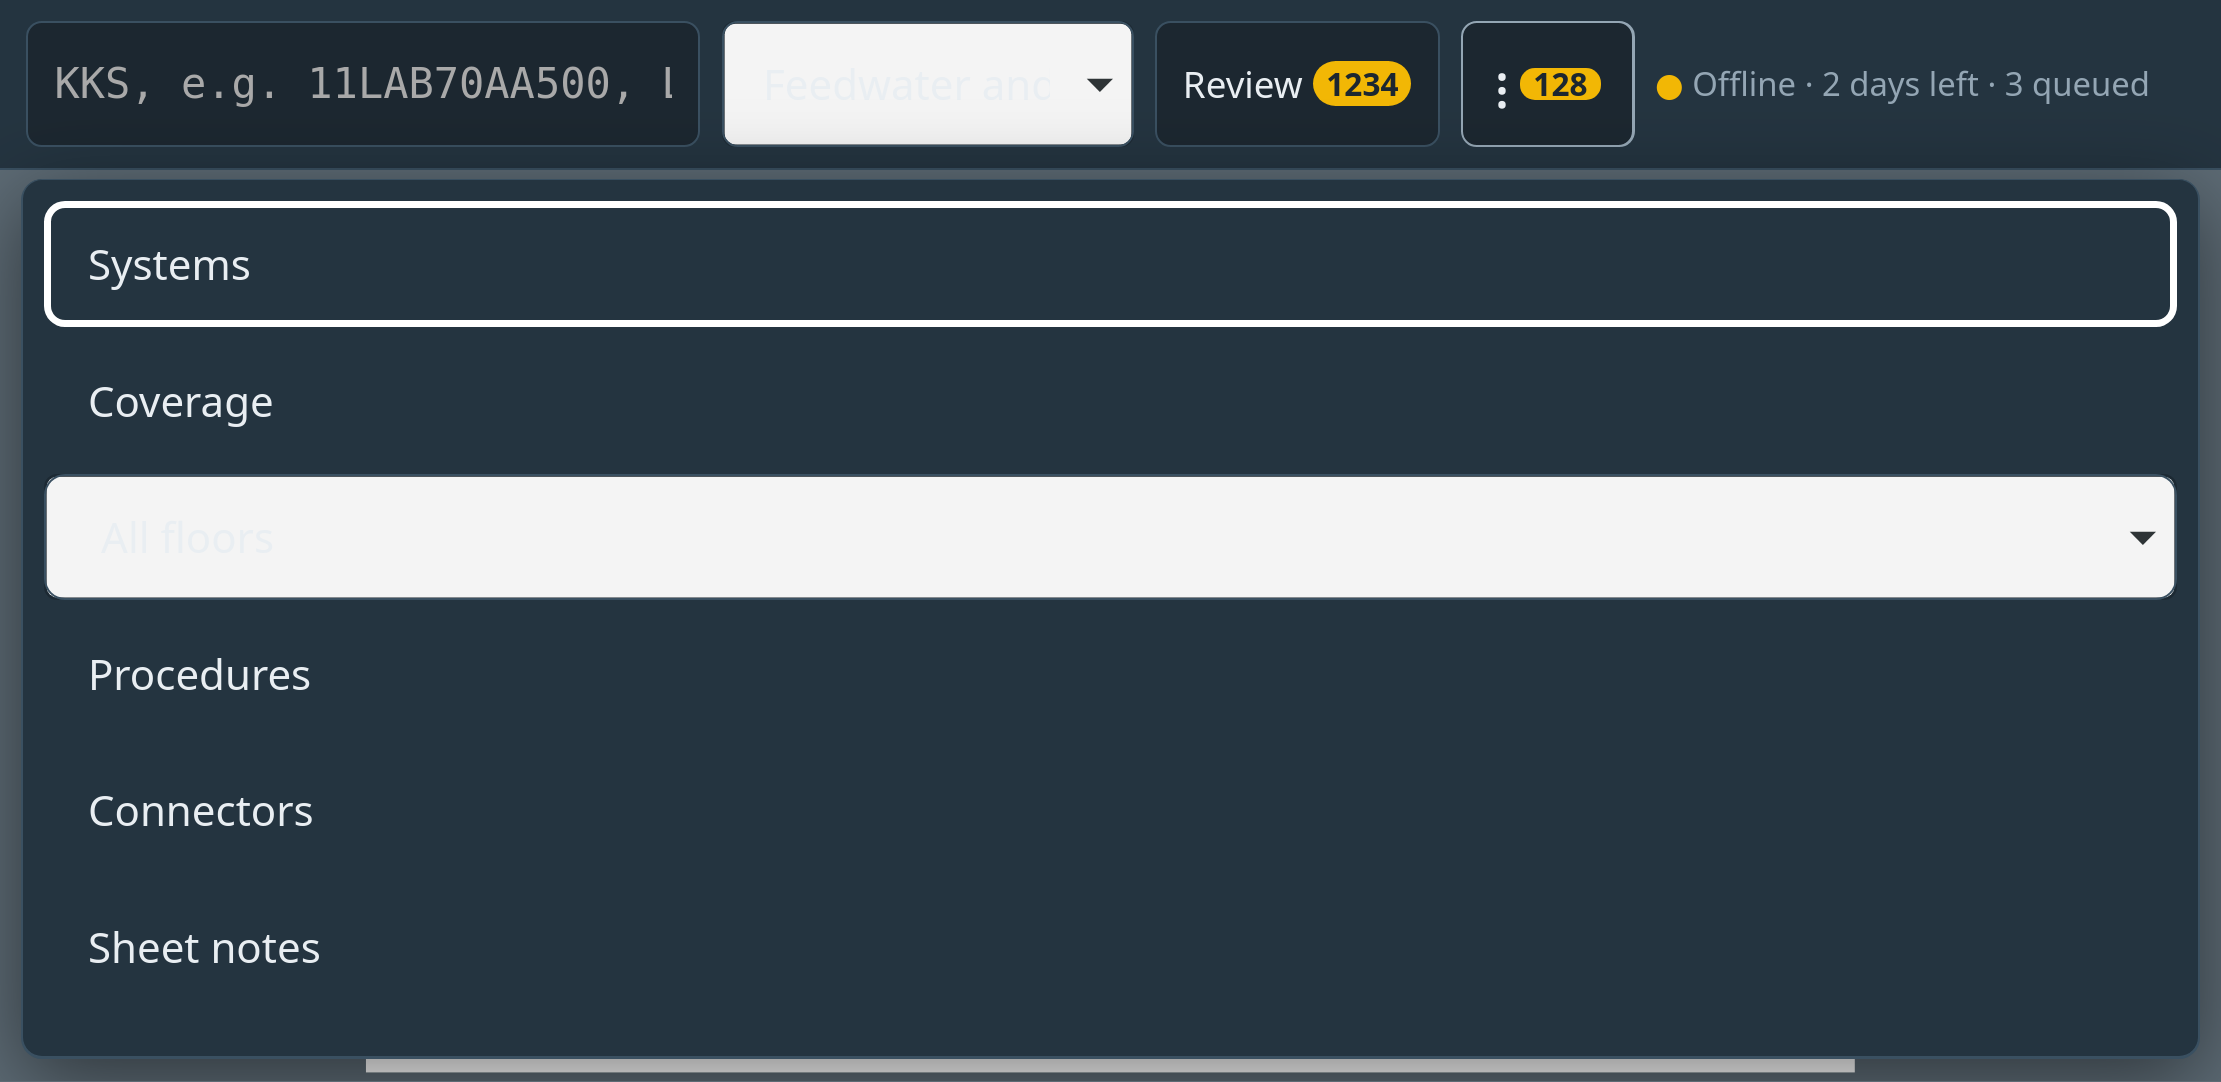 KKS, e.g. 11LAB70AA500, L
Feedwater and
Review 1234
128
Offline · 2 days left · 3 queued
Systems
Coverage
All floors
Procedures
Connectors
Sheet notes